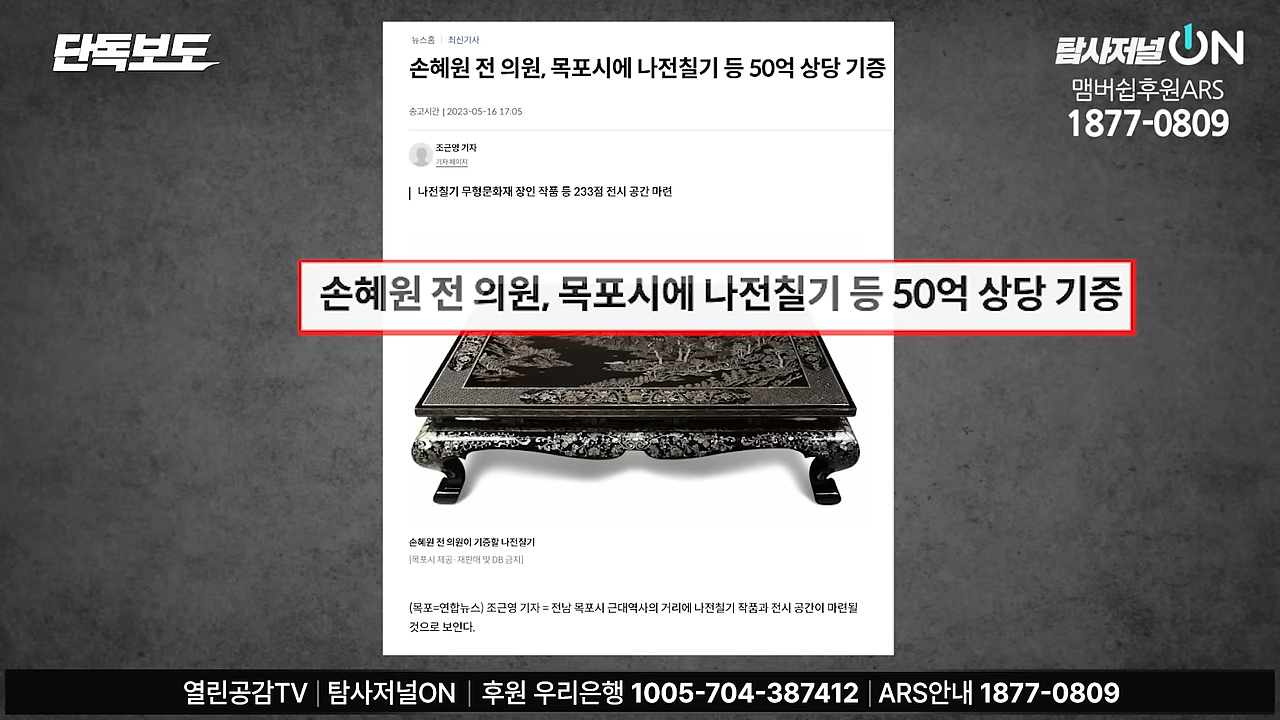 단독보도
탐사저널ON
맴버쉽후원ARS
1877-0809
뉴스홈 | 최신기사
손혜원 전 의원, 목포시에 나전칠기 등 50억 상당 기증
송고시간 | 2023-05-16 17:05
조근영 기자
기자 페이지
나전칠기 무형문화재 장인 작품 등 233점 전시 공간 마련
손혜원 전 의원, 목포시에 나전칠기 등 50억 상당 기증
손혜원 전 의원이 기증할 나전칠기
[목포시 제공·재판매 및 DB 금지]
(목포=연합뉴스) 조근영 기자 = 전남 목포시 근대역사의 거리에 나전칠기 작품과 전시 공간이 마련될
것으로 보인다.
열린공감TV | 탐사저널ON | 후원 우리은행 1005-704-387412 | ARS안내 1877-0809